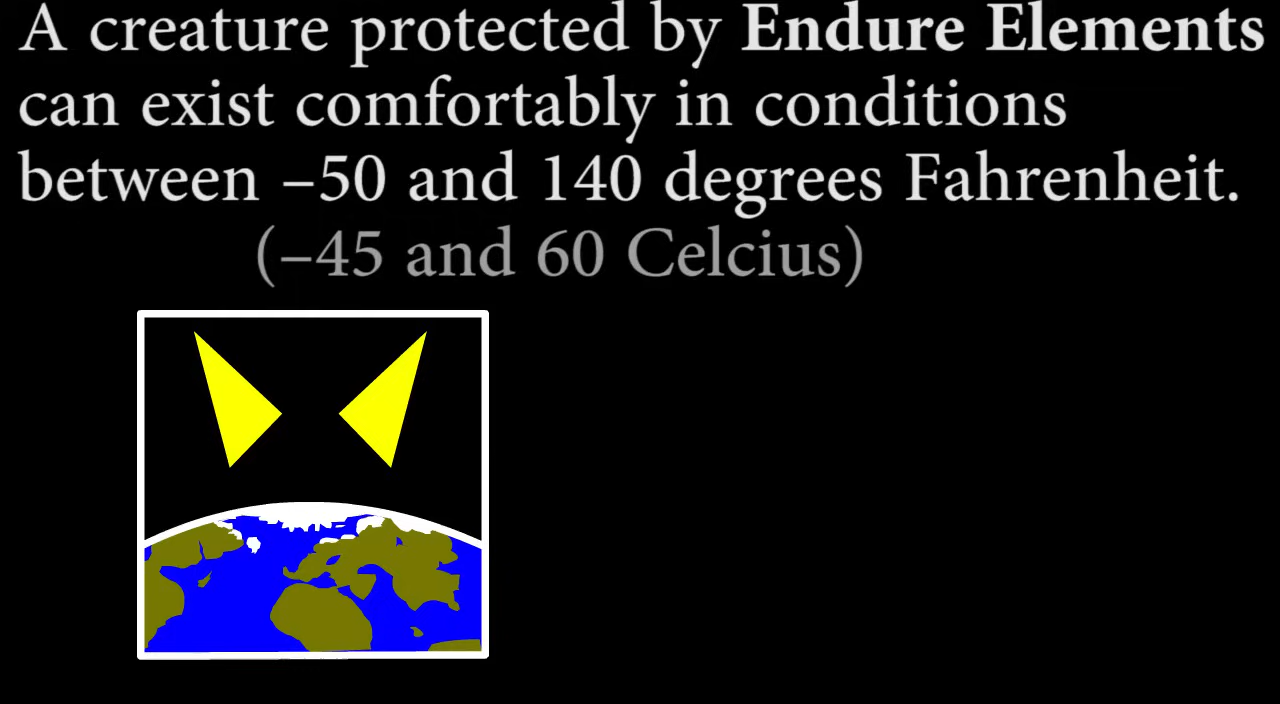 A creature protected by Endure Elements
can exist comfortably in conditions
between –50 and 140 degrees Fahrenheit.
(–45 and 60 Celcius)